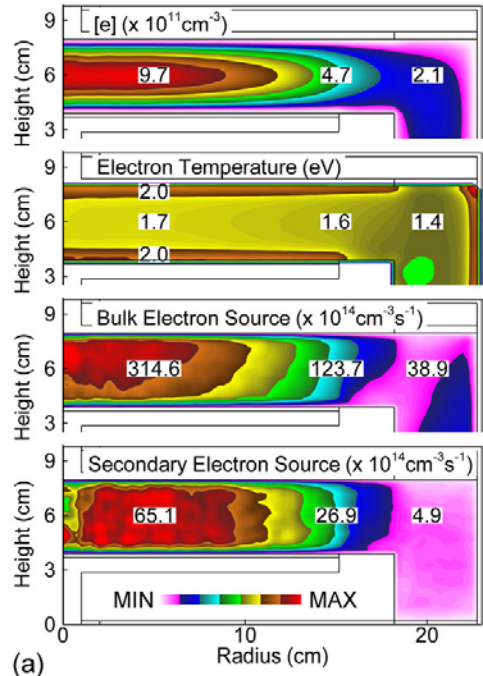 [e] (x 10¹¹cm⁻³)
9
6
3
Height (cm)
9.7
4.7
2.1
Electron Temperature (eV)
9
6
3
Height (cm)
2.0
1.7
1.6
1.4
2.0
Bulk Electron Source (x 10¹⁴cm⁻³s⁻¹)
9
6
3
Height (cm)
314.6
123.7
38.9
Secondary Electron Source (x 10¹⁴cm⁻³s⁻¹)
9
6
3
0
Height (cm)
65.1
26.9
4.9
MIN
MAX
0
10
20
Radius (cm)
(a)